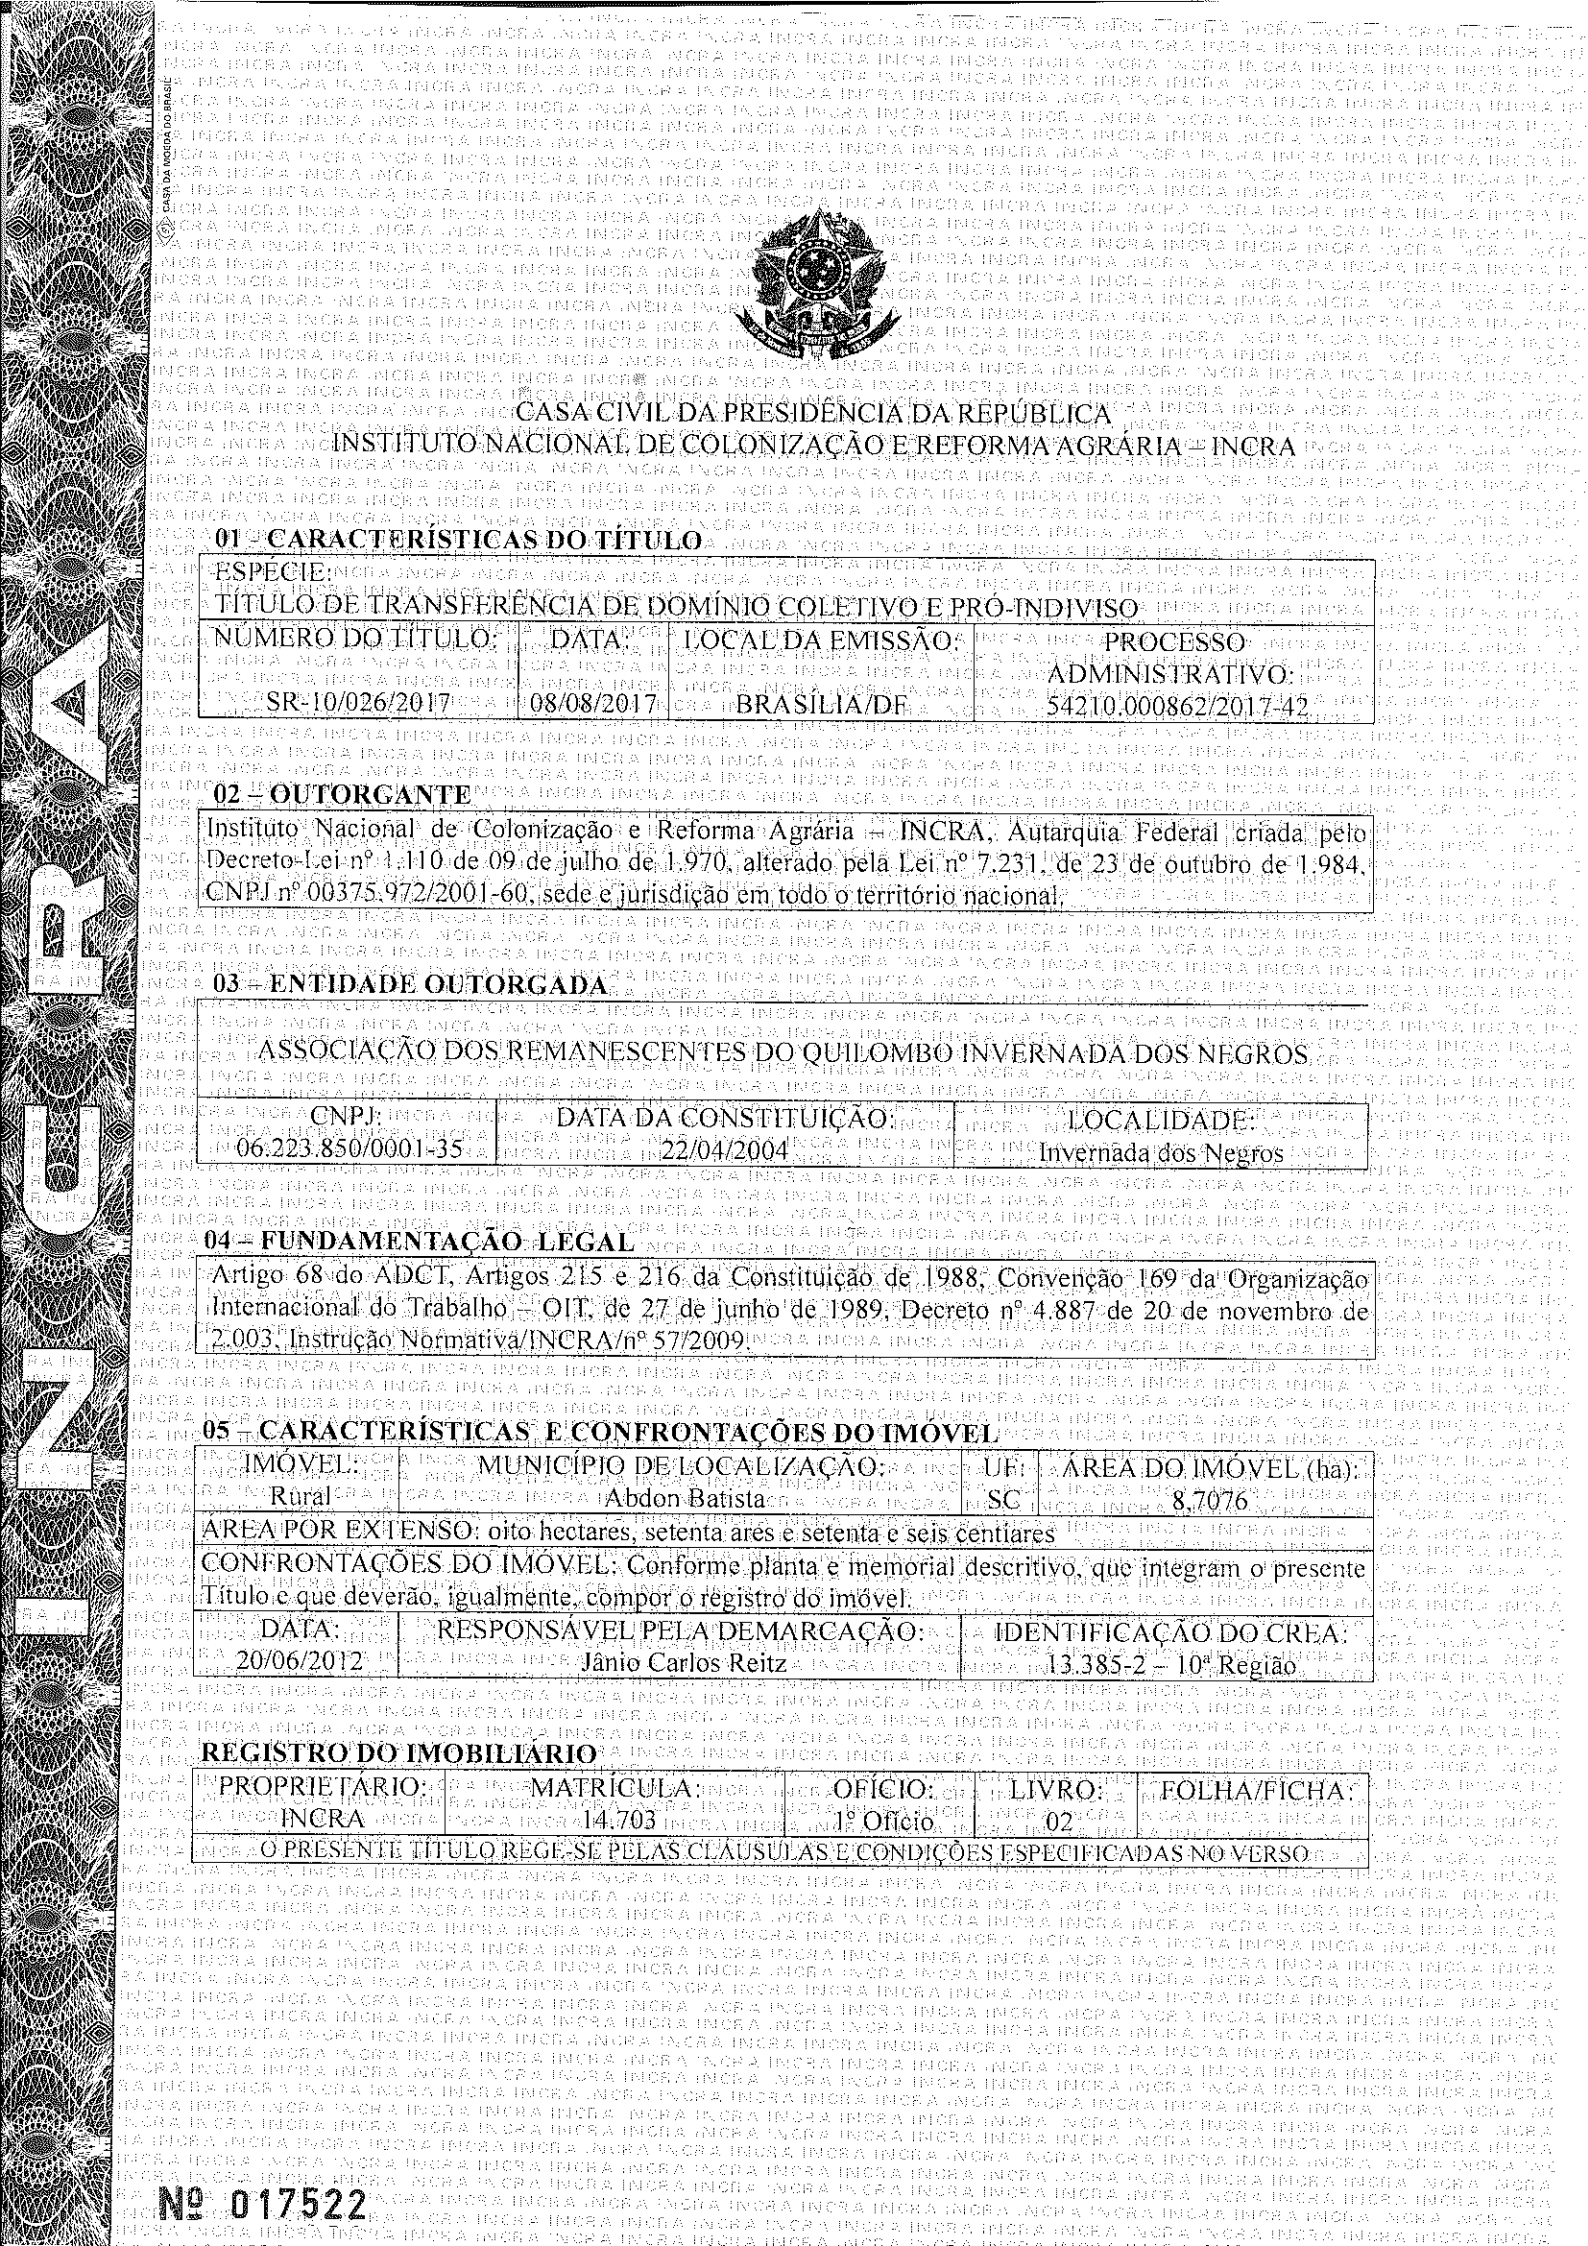 CASA DA MOEDA DO BRASIL
CASA CIVIL DA PRESIDÊNCIA DA REPÚBLICA
INSTITUTO NACIONAL DE COLONIZAÇÃO E REFORMA AGRÁRIA – INCRA
01 - CARACTERÍSTICAS DO TÍTULO
ESPÉCIE:
TÍTULO DE TRANSFERÊNCIA DE DOMÍNIO COLETIVO E PRÓ-INDIVISO
NÚMERO DO TÍTULO: DATA: LOCAL DA EMISSÃO: PROCESSO
ADMINISTRATIVO:
SR-10/026/2017 08/08/2017 BRASÍLIA/DF 54210.000862/2017-42
02 – OUTORGANTE
Instituto Nacional de Colonização e Reforma Agrária – INCRA, Autarquia Federal criada pelo
Decreto-Lei nº 1.110 de 09 de julho de 1.970, alterado pela Lei nº 7.231, de 23 de outubro de 1.984,
CNPJ nº 00375.972/2001-60, sede e jurisdição em todo o território nacional.
03 – ENTIDADE OUTORGADA
ASSOCIAÇÃO DOS REMANESCENTES DO QUILOMBO INVERNADA DOS NEGROS
CNPJ: DATA DA CONSTITUIÇÃO: LOCALIDADE:
06.223.850/0001-35 22/04/2004 Invernada dos Negros
04 – FUNDAMENTAÇÃO LEGAL
Artigo 68 do ADCT, Artigos 215 e 216 da Constituição de 1988, Convenção 169 da Organização
Internacional do Trabalho – OIT, de 27 de junho de 1989, Decreto nº 4.887 de 20 de novembro de
2.003, Instrução Normativa/INCRA/nº 57/2009.
05 – CARACTERÍSTICAS E CONFRONTAÇÕES DO IMÓVEL
IMÓVEL: MUNICÍPIO DE LOCALIZAÇÃO: UF: ÁREA DO IMÓVEL (ha):
Rural Abdon Batista SC 8,7076
ÁREA POR EXTENSO: oito hectares, setenta ares e setenta e seis centiares
CONFRONTAÇÕES DO IMÓVEL: Conforme planta e memorial descritivo, que integram o presente
Título e que deverão, igualmente, compor o registro do imóvel.
DATA: RESPONSÁVEL PELA DEMARCAÇÃO: IDENTIFICAÇÃO DO CREA:
20/06/2012 Jânio Carlos Reitz 13.385-2 – 10ª Região
REGISTRO DO IMOBILIÁRIO
PROPRIETÁRIO: MATRÍCULA: OFÍCIO: LIVRO: FOLHA/FICHA:
INCRA 14.703 1º Ofício 02
O PRESENTE TÍTULO REGE-SE PELAS CLÁUSULAS E CONDIÇÕES ESPECIFICADAS NO VERSO
INCRA
Nº 017522